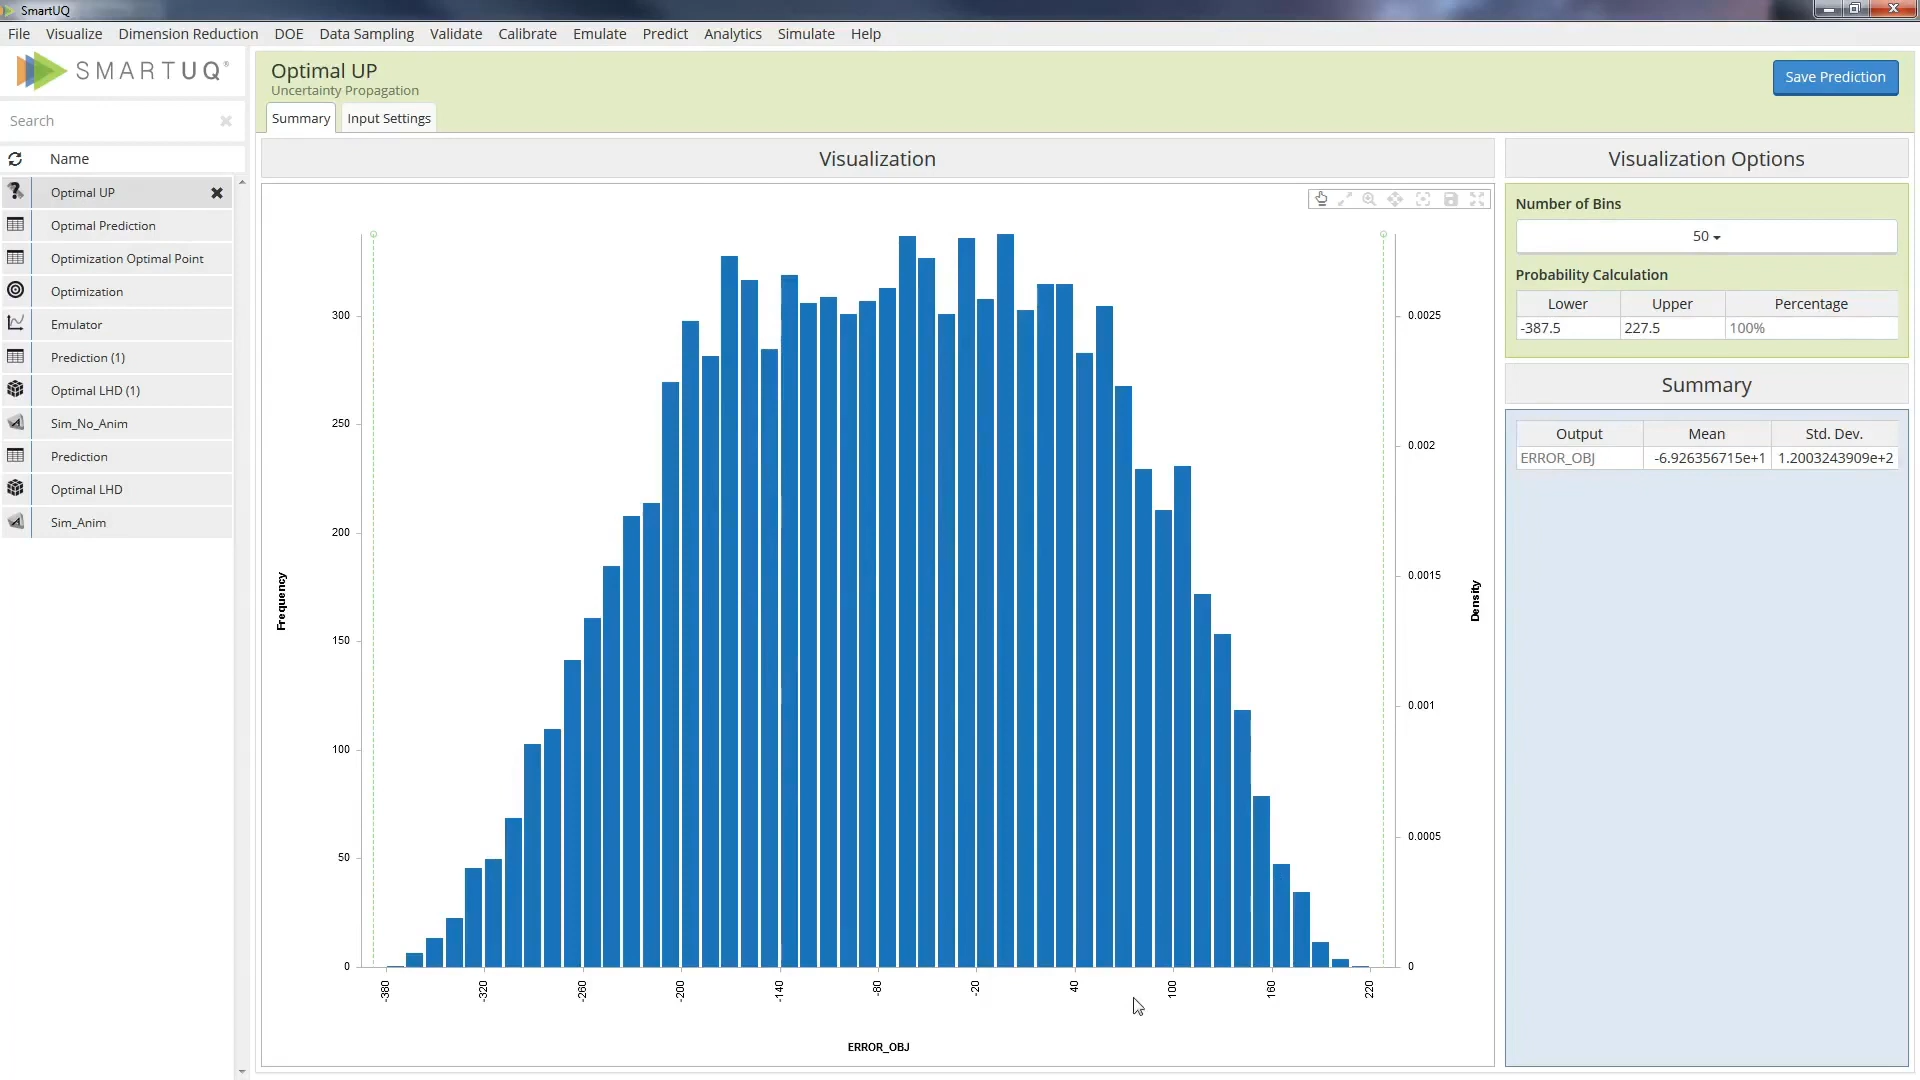 SmartUQ
File Visualize Dimension Reduction DOE Data Sampling Validate Calibrate Emulate Predict Analytics Simulate Help
SMARTUQ®
Search
Name
Optimal UP
Optimal Prediction
Optimization Optimal Point
Optimization
Emulator
Prediction (1)
Optimal LHD (1)
Sim_No_Anim
Prediction
Optimal LHD
Sim_Anim
Optimal UP
Uncertainty Propagation
Save Prediction
Summary Input Settings
Visualization
Frequency
300
250
200
150
100
50
0
-380 -320 -260 -200 -140 -80 -20 40 100 160 220
ERROR_OBJ
0.0025
0.002
0.0015
0.001
0.0005
0
Density
Visualization Options
Number of Bins
50
Probability Calculation
Lower Upper Percentage
-387.5 227.5 100%
Summary
Output Mean Std. Dev.
ERROR_OBJ -6.926356715e+1 1.2003243909e+2